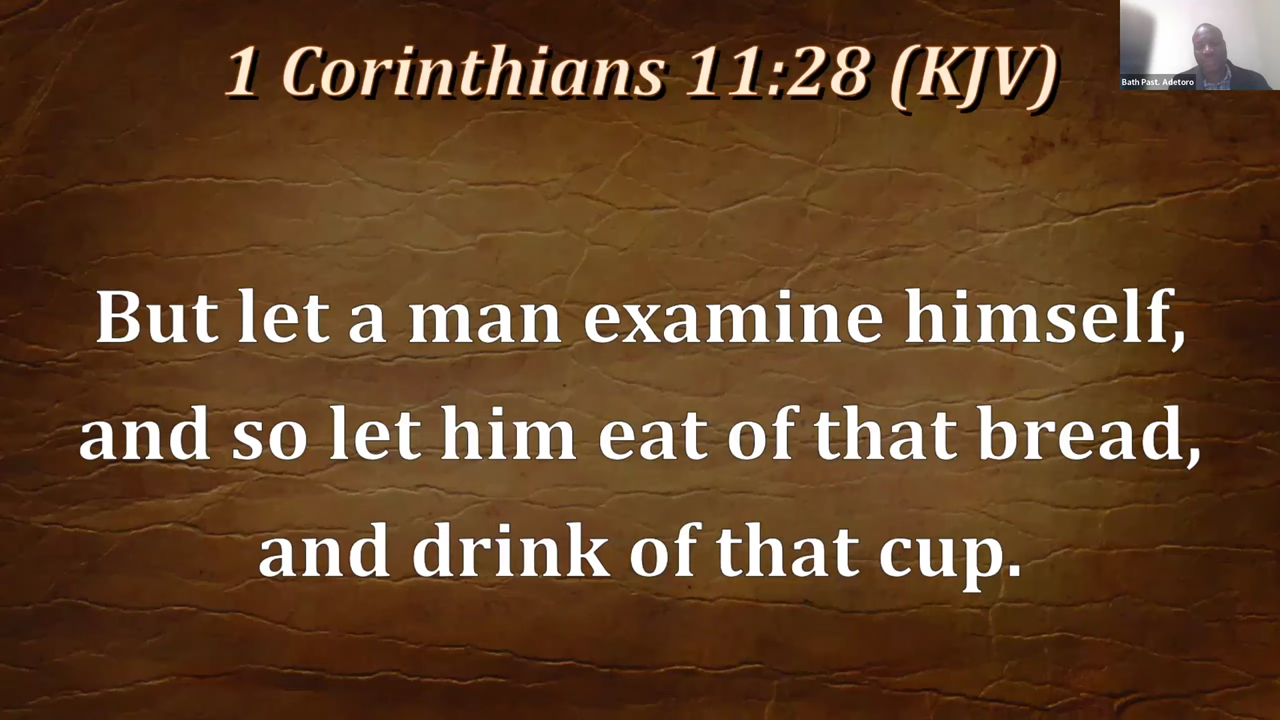 1 Corinthians 11:28 (KJV)
Bath Past. Adetoro
But let a man examine himself,
and so let him eat of that bread,
and drink of that cup.